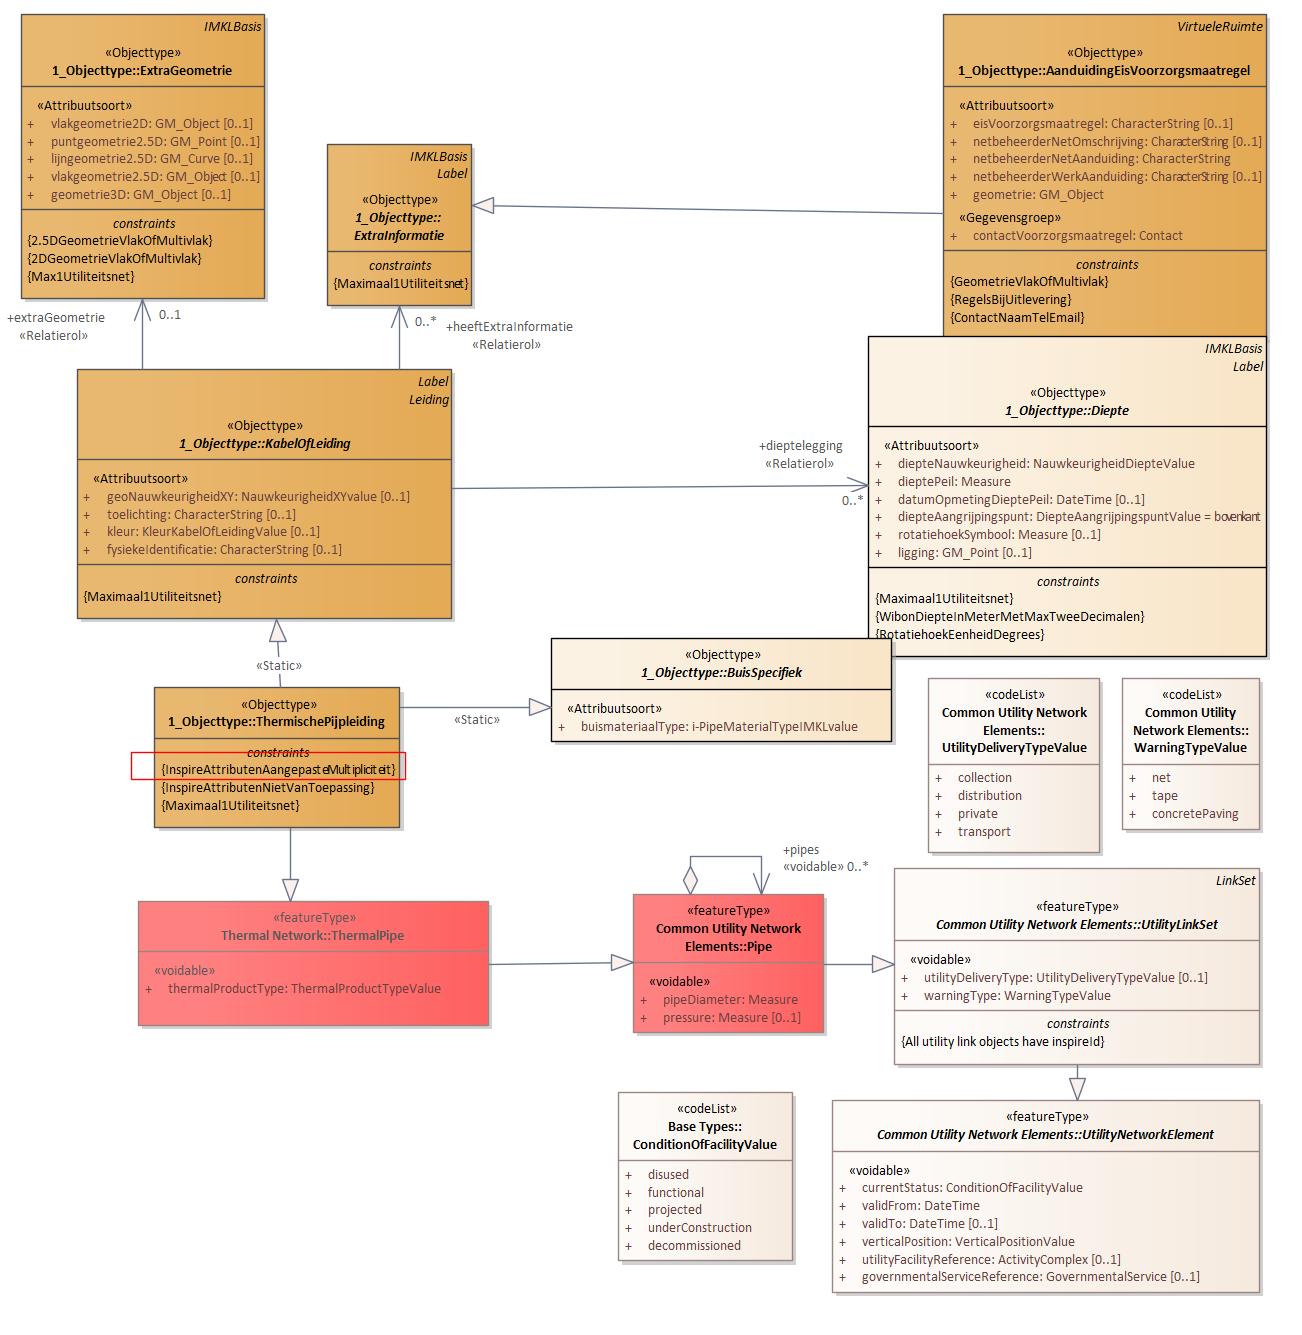 IMKLBasis
«Objecttype»
1_Objecttype::ExtraGeometrie
«Attribuutsoort»
+ vlakgeometrie2D: GM_Object [0..1]
+ puntgeometrie2.5D: GM_Point [0..1]
+ lijngeometrie2.5D: GM_Curve [0..1]
+ vlakgeometrie2.5D: GM_Object [0..1]
+ geometrie3D: GM_Object [0..1]
constraints
{2.5DGeometrieVlakOfMultivlak}
{2DGeometrieVlakOfMultivlak}
{Max1Utiliteitsnet}
+extraGeometrie
«Relatierol»
0..1
IMKLBasis
Label
«Objecttype»
1_Objecttype::
ExtraInformatie
constraints
{Maximaal1Utiliteitsnet}
0..*
+heeftExtraInformatie
«Relatierol»
VirtueleRuimte
«Objecttype»
1_Objecttype::AanduidingEisVoorzorgsmaatregel
«Attribuutsoort»
+ eisVoorzorgsmaatregel: CharacterString [0..1]
+ netbeheerderNetOmschrijving: CharacterString [0..1]
+ netbeheerderNetAanduiding: CharacterString
+ netbeheerderWerkAanduiding: CharacterString [0..1]
+ geometrie: GM_Object
«Gegevensgroep»
+ contactVoorzorgsmaatregel: Contact
constraints
{GeometrieVlakOfMultivlak}
{RegelsBijUitlevering}
{ContactNaamTelEmail}
Label
Leiding
«Objecttype»
1_Objecttype::KabelOfLeiding
«Attribuutsoort»
+ geoNauwkeurigheidXY: NauwkeurigheidXYvalue [0..1]
+ toelichting: CharacterString [0..1]
+ kleur: KleurKabelOfLeidingValue [0..1]
+ fysiekeIdentificatie: CharacterString [0..1]
constraints
{Maximaal1Utiliteitsnet}
+dieptelegging
«Relatierol»
0..*
IMKLBasis
Label
«Objecttype»
1_Objecttype::Diepte
«Attribuutsoort»
+ diepteNauwkeurigheid: NauwkeurigheidDiepteValue
+ dieptePeil: Measure
+ datumOpmetingDieptePeil: DateTime [0..1]
+ diepteAangrijpingspunt: DiepteAangrijpingspuntValue = bovenkant
+ rotatiehoekSymbool: Measure [0..1]
+ ligging: GM_Point [0..1]
constraints
{Maximaal1Utiliteitsnet}
{WibonDiepteInMeterMetMaxTweeDecimalen}
{RotatiehoekEenheidDegrees}
«Static»
«Objecttype»
1_Objecttype::ThermischePijpleiding
constraints
{InspireAttributenAangepasteMultipliciteit}
{InspireAttributenNietVanToepassing}
{Maximaal1Utiliteitsnet}
«Static»
«Objecttype»
1_Objecttype::BuisSpecifiek
«Attribuutsoort»
+ buismateriaalType: i-PipeMaterialTypeIMKLvalue
«codeList»
Common Utility Network
Elements::
UtilityDeliveryTypeValue
+ collection
+ distribution
+ private
+ transport
«codeList»
Common Utility
Network Elements::
WarningTypeValue
+ net
+ tape
+ concretePaving
«featureType»
Thermal Network::ThermalPipe
«voidable»
+ thermalProductType: ThermalProductTypeValue
+pipes
«voidable» 0..*
«featureType»
Common Utility Network
Elements::Pipe
«voidable»
+ pipeDiameter: Measure
+ pressure: Measure [0..1]
LinkSet
«featureType»
Common Utility Network Elements::UtilityLinkSet
«voidable»
+ utilityDeliveryType: UtilityDeliveryTypeValue [0..1]
+ warningType: WarningTypeValue
constraints
{All utility link objects have inspireId}
«codeList»
Base Types::
ConditionOfFacilityValue
+ disused
+ functional
+ projected
+ underConstruction
+ decommissioned
«featureType»
Common Utility Network Elements::UtilityNetworkElement
«voidable»
+ currentStatus: ConditionOfFacilityValue
+ validFrom: DateTime
+ validTo: DateTime [0..1]
+ verticalPosition: VerticalPositionValue
+ utilityFacilityReference: ActivityComplex [0..1]
+ governmentalServiceReference: GovernmentalService [0..1]